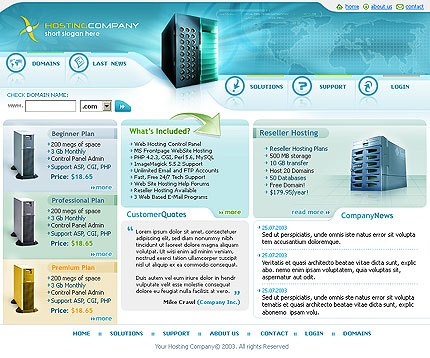 home
about us
contact
HOSTINGCOMPANY
short slogan here
DOMAINS
LAST NEWS
SOLUTIONS
SUPPORT
LOGIN
CHECK DOMAIN NAME:
www.
.com
Beginner Plan
200 megs of space
3 Gb Monthly
Control Panel Admin
Support ASP, CGI, PHP
Price: $18.65
more
Professional Plan
200 megs of space
3 Gb Monthly
Control Panel Admin
Support ASP, CGI, PHP
Price: $18.65
more
Premium Plan
200 megs of space
3 Gb Monthly
Control Panel Admin
Support ASP, CGI, PHP
Price: $18.65
more
What's Included?
Web Hosting Control Panel
MS Frontpage WebSite Hosting
PHP 4.2.3, CGI, Perl 5.6, MySQL
ImageMagick 5.5.2 Support
Unlimited Email and FTP Accounts
Fast, Free 24/7 Tech Support
Web Site Hosting Help Forums
Reseller Hosting Available
3 Web Based E-Mail Programs
more
Reseller Hosting
Reseller Hosting Plans
500 MB storage
10 GB transfer
Host 20 Domains
50 Databases
Free Domain!
$179.95/year!
read more
CustomerQuotes
Lorem ipsum dolor sit amet, consectetuer
adipiscing elit, sed diam nonummy nibh
tincidunt ut laoreet dolore magna aliquam
volutpat. Ut wisi enim ad minim veniam,
nostrud exerci tation ullamcorper suscipit
nisl ut aliquip ex ea commodo consequat.
Duis autem vel eum iriure dolor in hendr
vulputate velit esse molestie consequat
dolore eu feugiat nulla facilisi at vero.
Mike Crawl (Company Inc.)
CompanyNews
25.07.2003
Sed ut perspiciatis, unde omnis iste natus error sit volupta
tem accusantium doloremque.
25.07.2003
Veritatis et quasi architecto beatae vitae dicta sunt, explic
abo. nemo enim ipsam voluptatem, quia voluptas sit,
aspernatur aut odit.
25.07.2003
Sed ut perspiciatis, unde omnis iste natus error sit volupta
tematis et quasi architecto beatae vitae dicta sunt, explic
abonemo ipsam volu.
HOME
SOLUTIONS
SUPPORT
ABOUT US
CONTACT
LOGIN
DOMAINS
Your Hosting Company© 2003. All rights Reserved